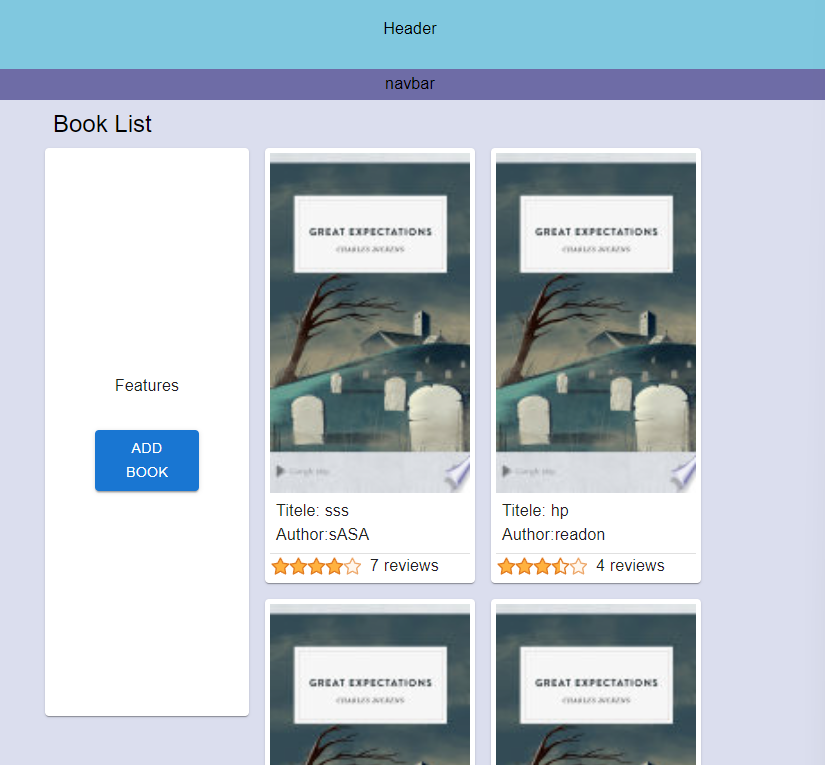 Header
navbar
Book List
Features
ADD
BOOK
GREAT EXPECTATIONS
CHARLES DICKENS
Titele: sss
Author:sASA
7 reviews
GREAT EXPECTATIONS
CHARLES DICKENS
Titele: hp
Author:readon
4 reviews
GREAT EXPECTATIONS
CHARLES DICKENS
GREAT EXPECTATIONS
CHARLES DICKENS